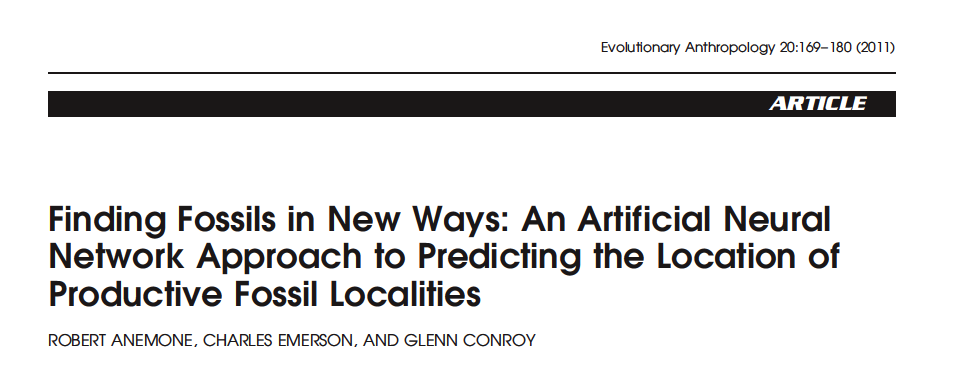 Evolutionary Anthropology 20:169–180 (2011)
ARTICLE
Finding Fossils in New Ways: An Artificial Neural
Network Approach to Predicting the Location of
Productive Fossil Localities
ROBERT ANEMONE, CHARLES EMERSON, AND GLENN CONROY